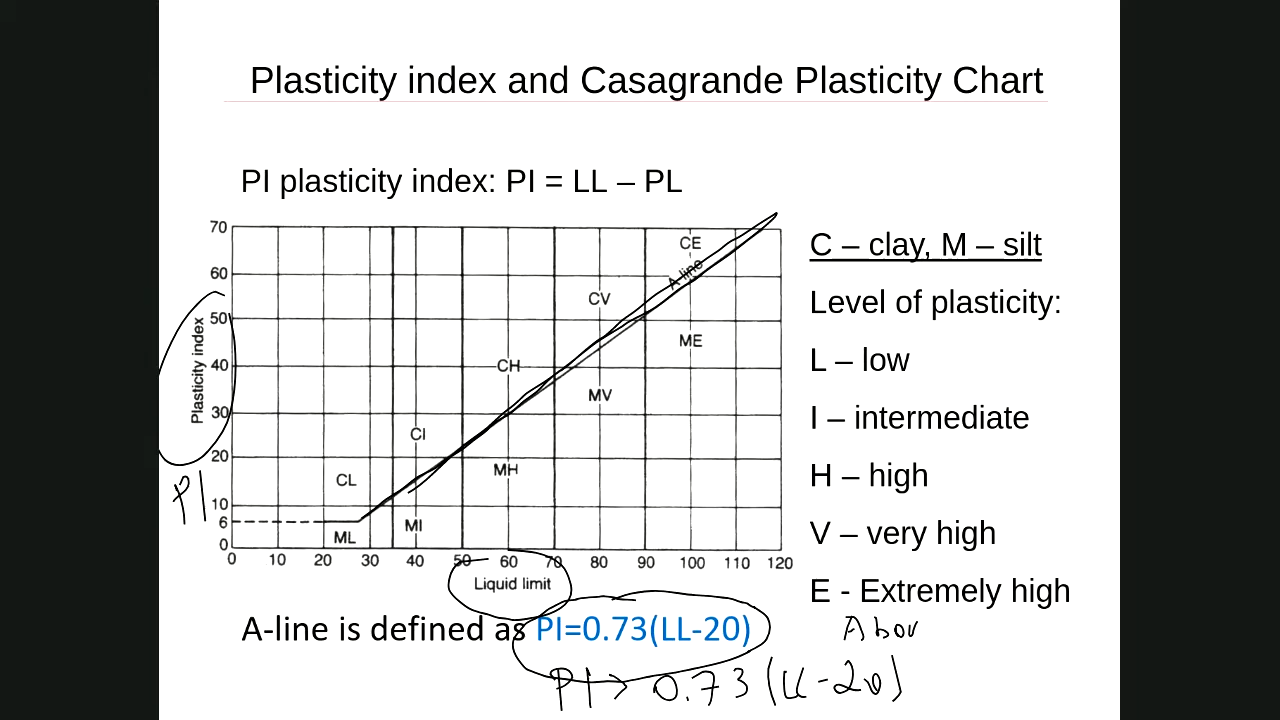 Plasticity index and Casagrande Plasticity Chart
PI plasticity index: PI = LL – PL
70
60
50
40
30
20
10
6
0
Plasticity index
PI
CE
A-line
CV
ME
CH
MV
CI
MH
CL
MI
ML
0 10 20 30 40 50 60 70 80 90 100 110 120
Liquid limit
C – clay, M – silt
Level of plasticity:
L – low
I – intermediate
H – high
V – very high
E - Extremely high
A-line is defined as PI=0.73(LL-20)
Abov
PI > 0.73 (LL-20)